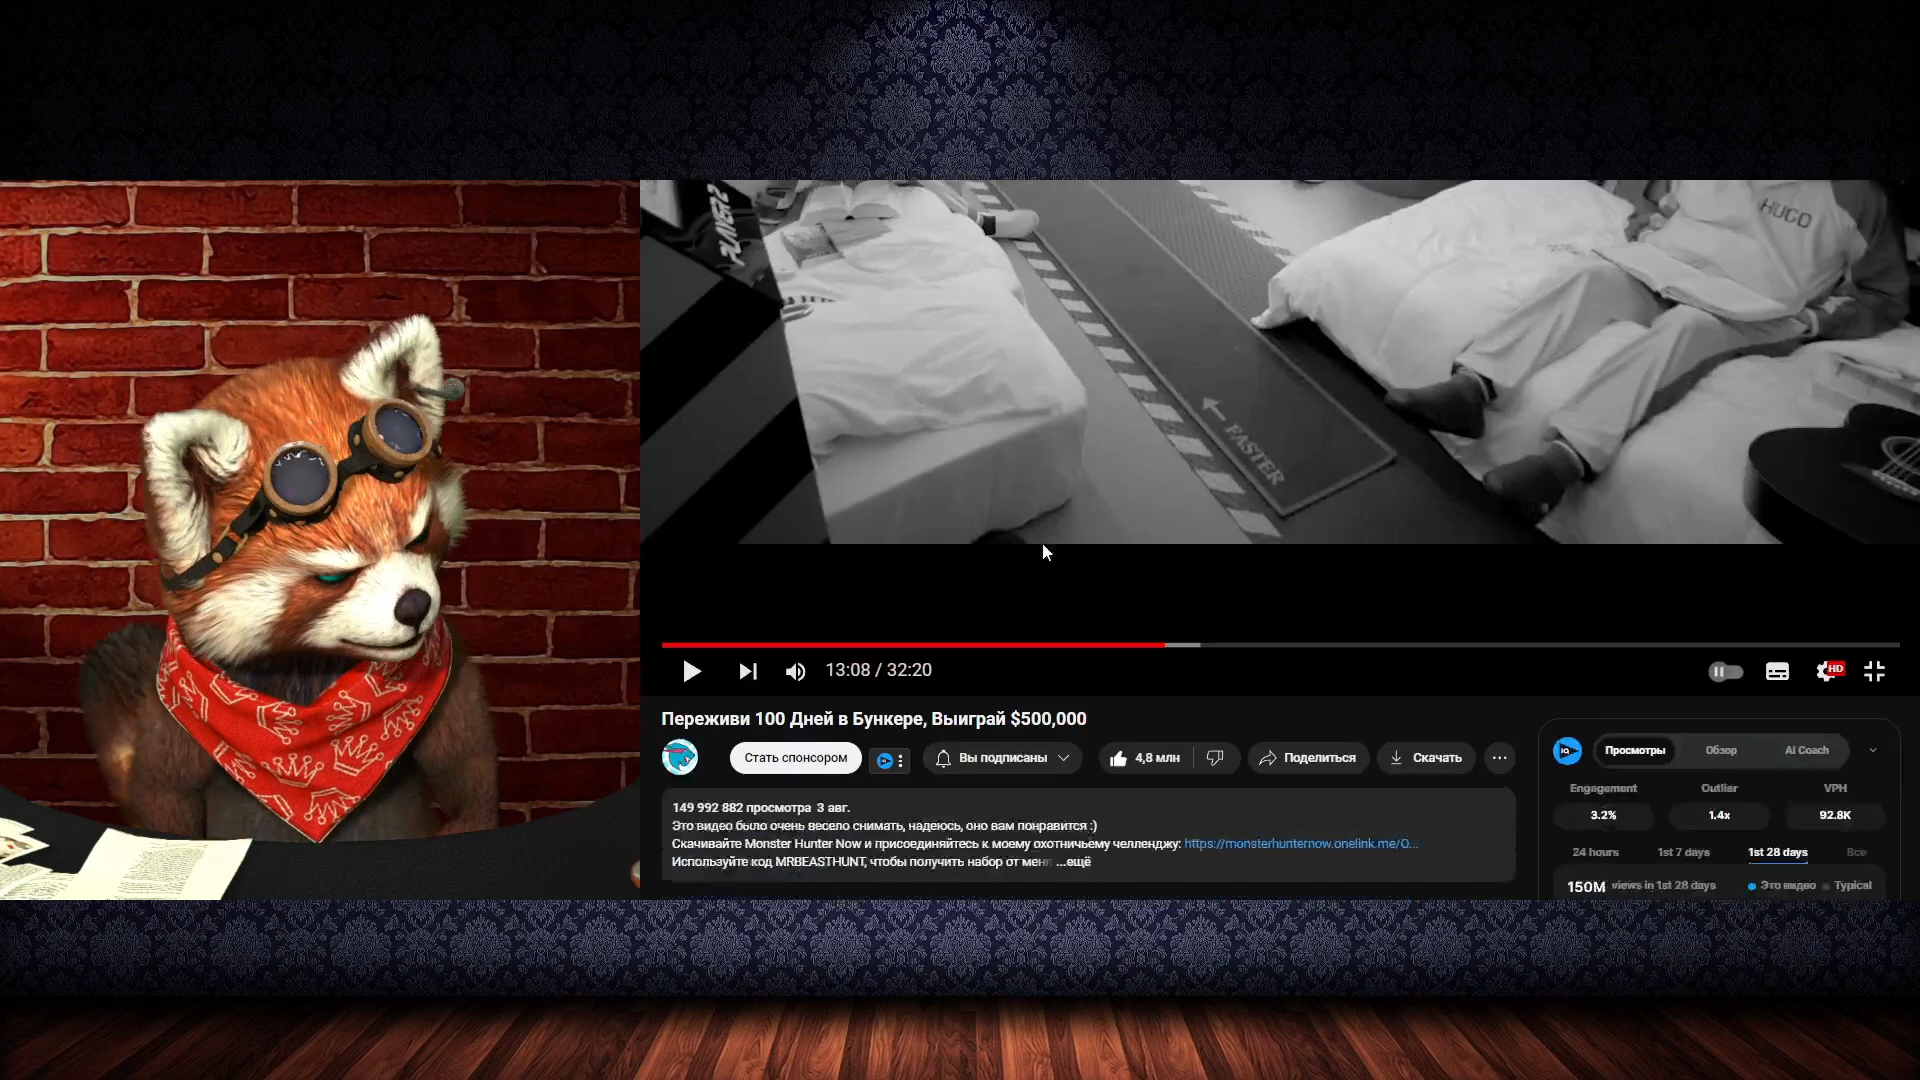 PLAYER2
HUGO
EASTER
13:08 / 32:20
HD
Переживи 100 Дней в Бункере, Выиграй $500,000
Стать спонсором
Вы подписаны
4,8 млн
Поделиться
Скачать
149 992 882 просмотра 3 авг.
Это видео было очень весело снимать, надеюсь, оно вам понравится :)
Скачивайте Monster Hunter Now и присоединяйтесь к моему охотничьему челленджу: https://monsterhunternow.onelink.me/O...
Используйте код MRBEASTHUNT, чтобы получить набор от меня ...ещё
iQ
Просмотры
Обзор
AI Coach
Engagement
Outlier
VPH
3.2%
1.4x
92.8K
24 hours
1st 7 days
1st 28 days
Все
150M views in 1st 28 days
Это видео
Typical